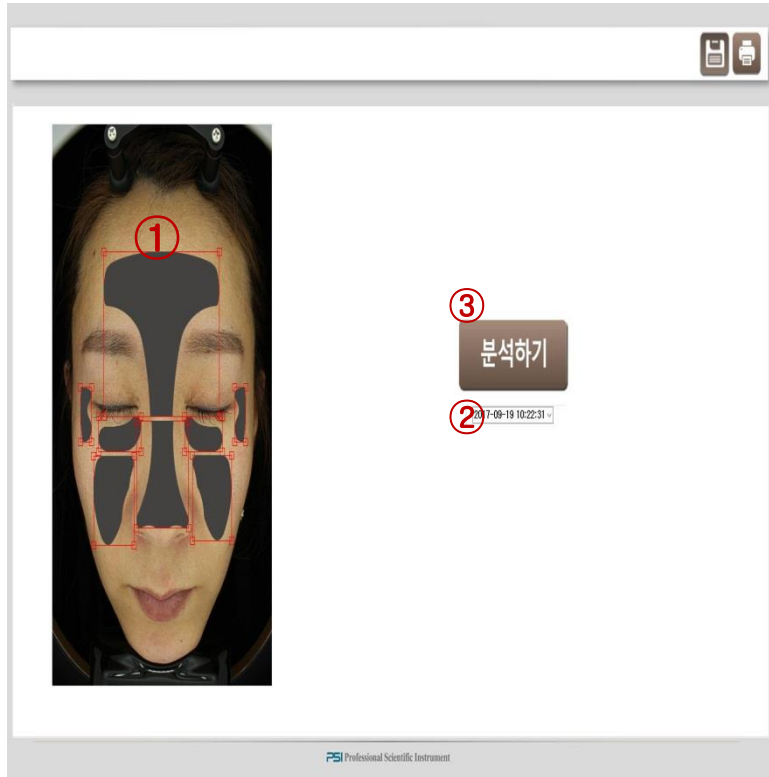 ①
③
분석하기
②
2017-09-19 10:22:31
PSI Professional Scientific Instrument